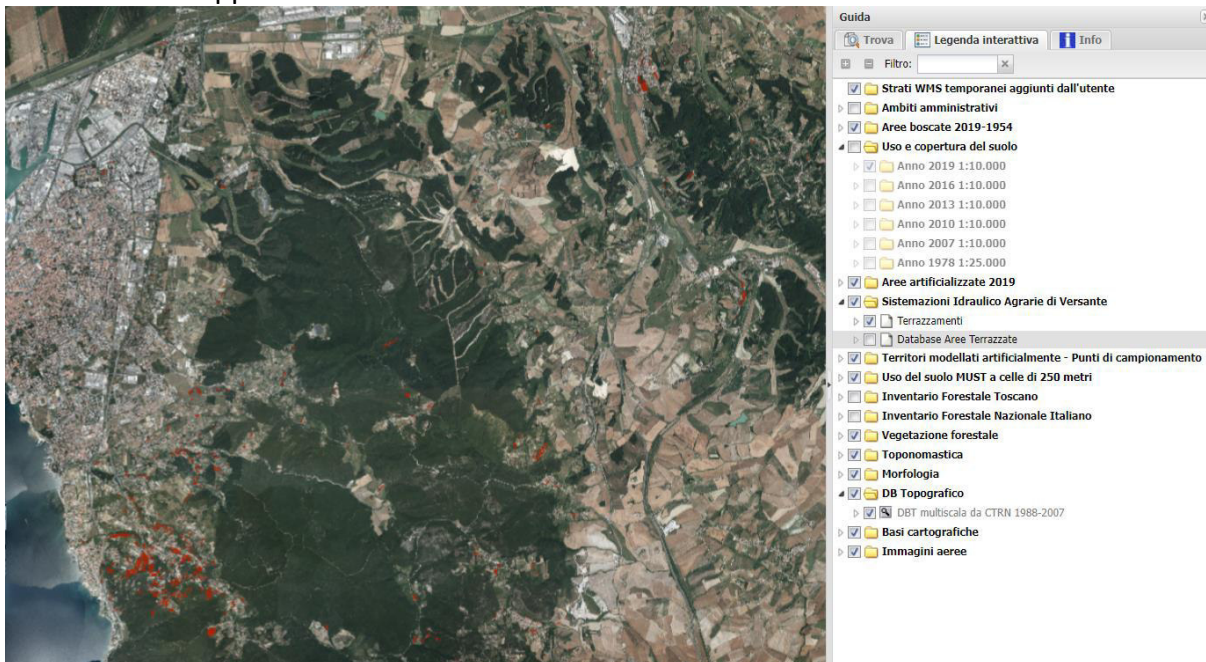 Guida
Trova
Legenda interattiva
Info
Filtro:
Strati WMS temporanei aggiunti dall'utente
Ambiti amministrativi
Aree boscate 2019-1954
Uso e copertura del suolo
Anno 2019 1:10.000
Anno 2016 1:10.000
Anno 2013 1:10.000
Anno 2010 1:10.000
Anno 2007 1:10.000
Anno 1978 1:25.000
Aree artificializzate 2019
Sistemazioni Idraulico Agrarie di Versante
Terrazzamenti
Database Aree Terrazzate
Territori modellati artificialmente - Punti di campionamento
Uso del suolo MUST a celle di 250 metri
Inventario Forestale Toscano
Inventario Forestale Nazionale Italiano
Vegetazione forestale
Toponomastica
Morfologia
DB Topografico
DBT multiscala da CTRN 1988-2007
Basi cartografiche
Immagini aeree